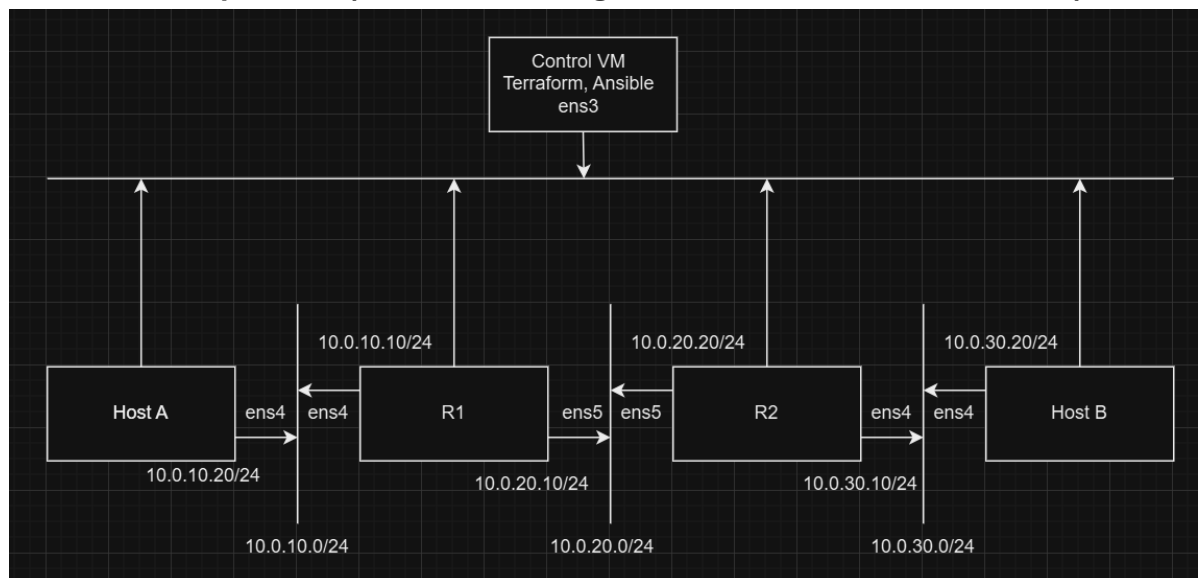 Control VM
Terraform, Ansible
ens3
10.0.10.10/24
10.0.20.20/24
10.0.30.20/24
Host A
ens4
ens4
R1
ens5
ens5
R2
ens4
ens4
Host B
10.0.10.20/24
10.0.20.10/24
10.0.30.10/24
10.0.10.0/24
10.0.20.0/24
10.0.30.0/24